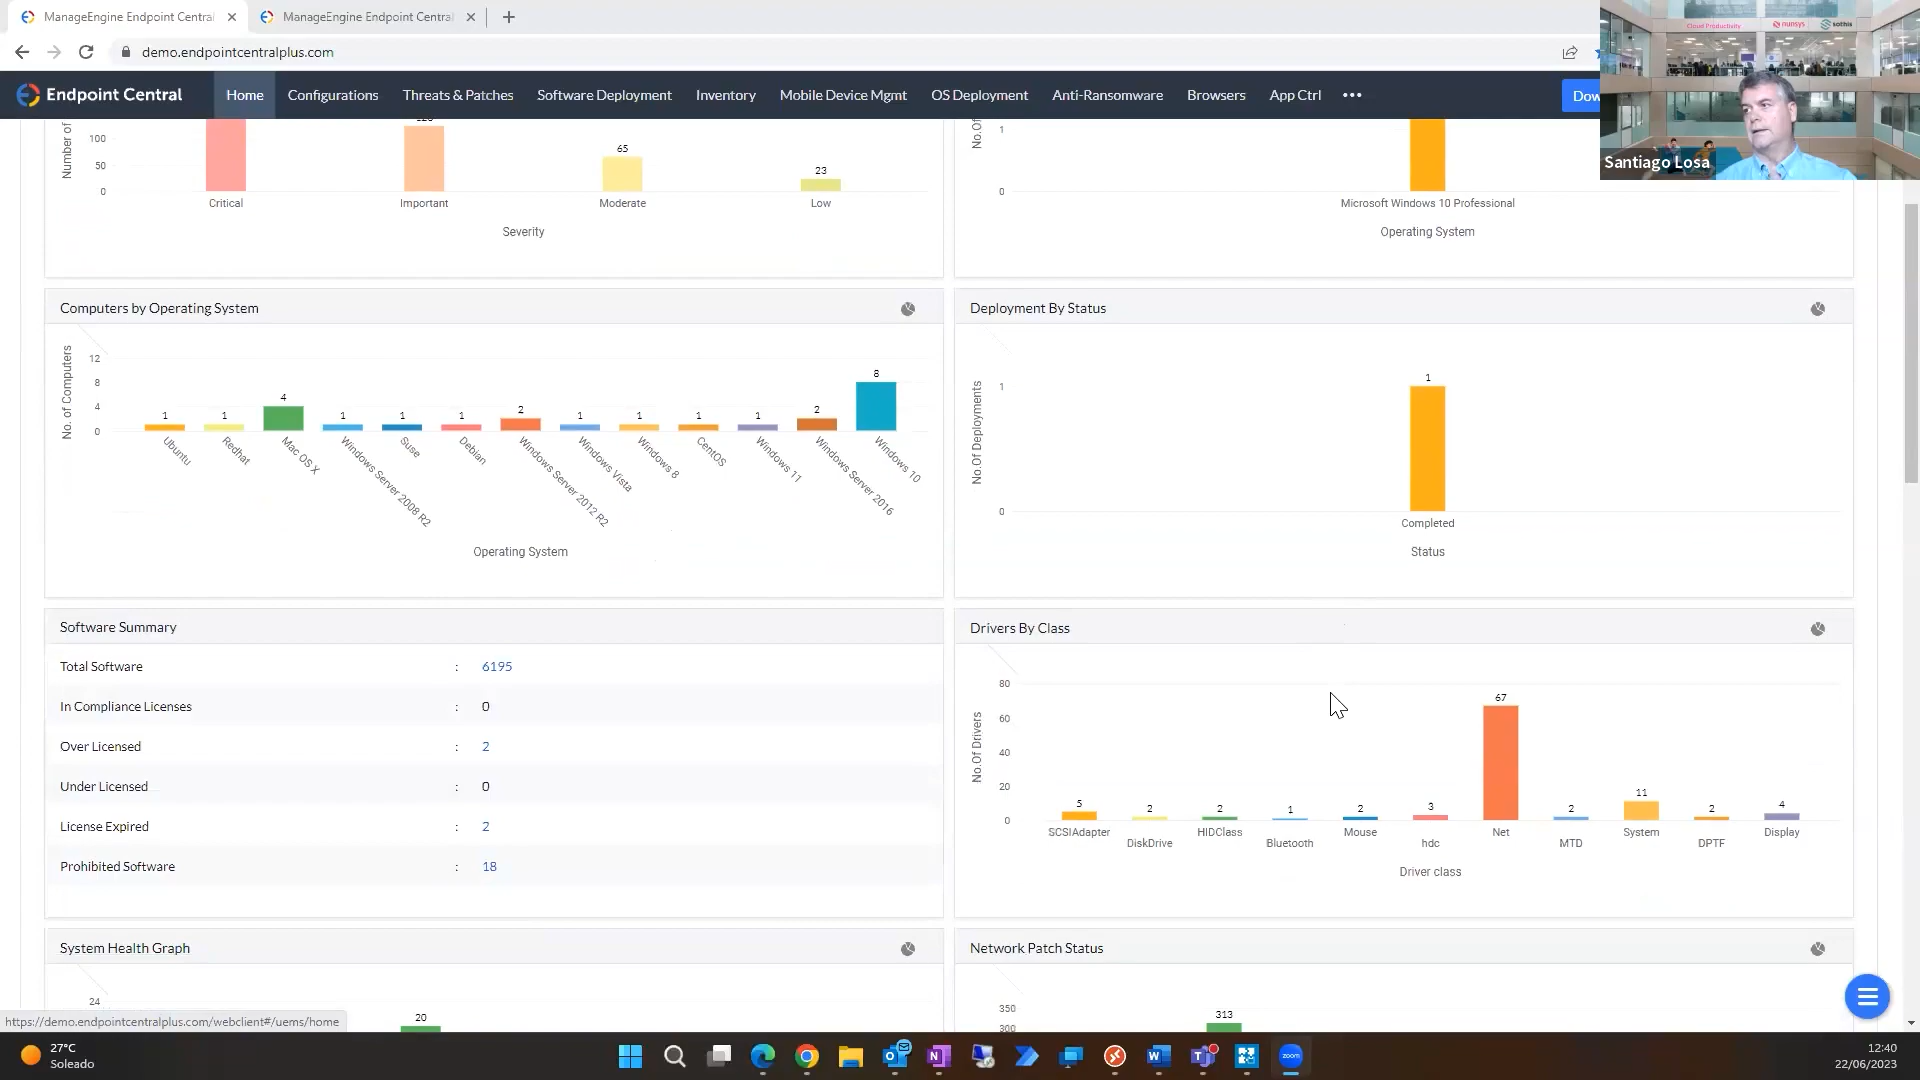 ManageEngine Endpoint Central
ManageEngine Endpoint Central
demo.endpointcentralplus.com
Cloud Productivity nunsys sothis
Santiago Losa
Endpoint Central
Home
Configurations
Threats & Patches
Software Deployment
Inventory
Mobile Device Mgmt
OS Deployment
Anti-Ransomware
Browsers
App Ctrl
Dow
Number of
100
50
0
65
23
Critical
Important
Moderate
Low
Severity
No.Of
1
0
Microsoft Windows 10 Professional
Operating System
Computers by Operating System
No. of Computers
12
8
4
0
1
1
4
1
1
1
2
1
1
1
1
2
8
Ubuntu
Redhat
Mac OS X
Windows Server 2008 R2
Suse
Debian
Windows Server 2012 R2
Windows Vista
Windows 8
CentOS
Windows 11
Windows Server 2016
Windows 10
Operating System
Deployment By Status
No.Of Deployments
1
0
1
Completed
Status
Software Summary
Total Software : 6195
In Compliance Licenses : 0
Over Licensed : 2
Under Licensed : 0
License Expired : 2
Prohibited Software : 18
Drivers By Class
No.Of Drivers
80
60
40
20
0
5
2
2
1
2
3
67
2
11
2
4
SCSIAdapter
DiskDrive
HIDClass
Bluetooth
Mouse
hdc
Net
MTD
System
DPTF
Display
Driver class
System Health Graph
24
20
Network Patch Status
350
300
313
https://demo.endpointcentralplus.com/webclient#/uems/home
27°C
Soleado
zoom
12:40
22/06/2023